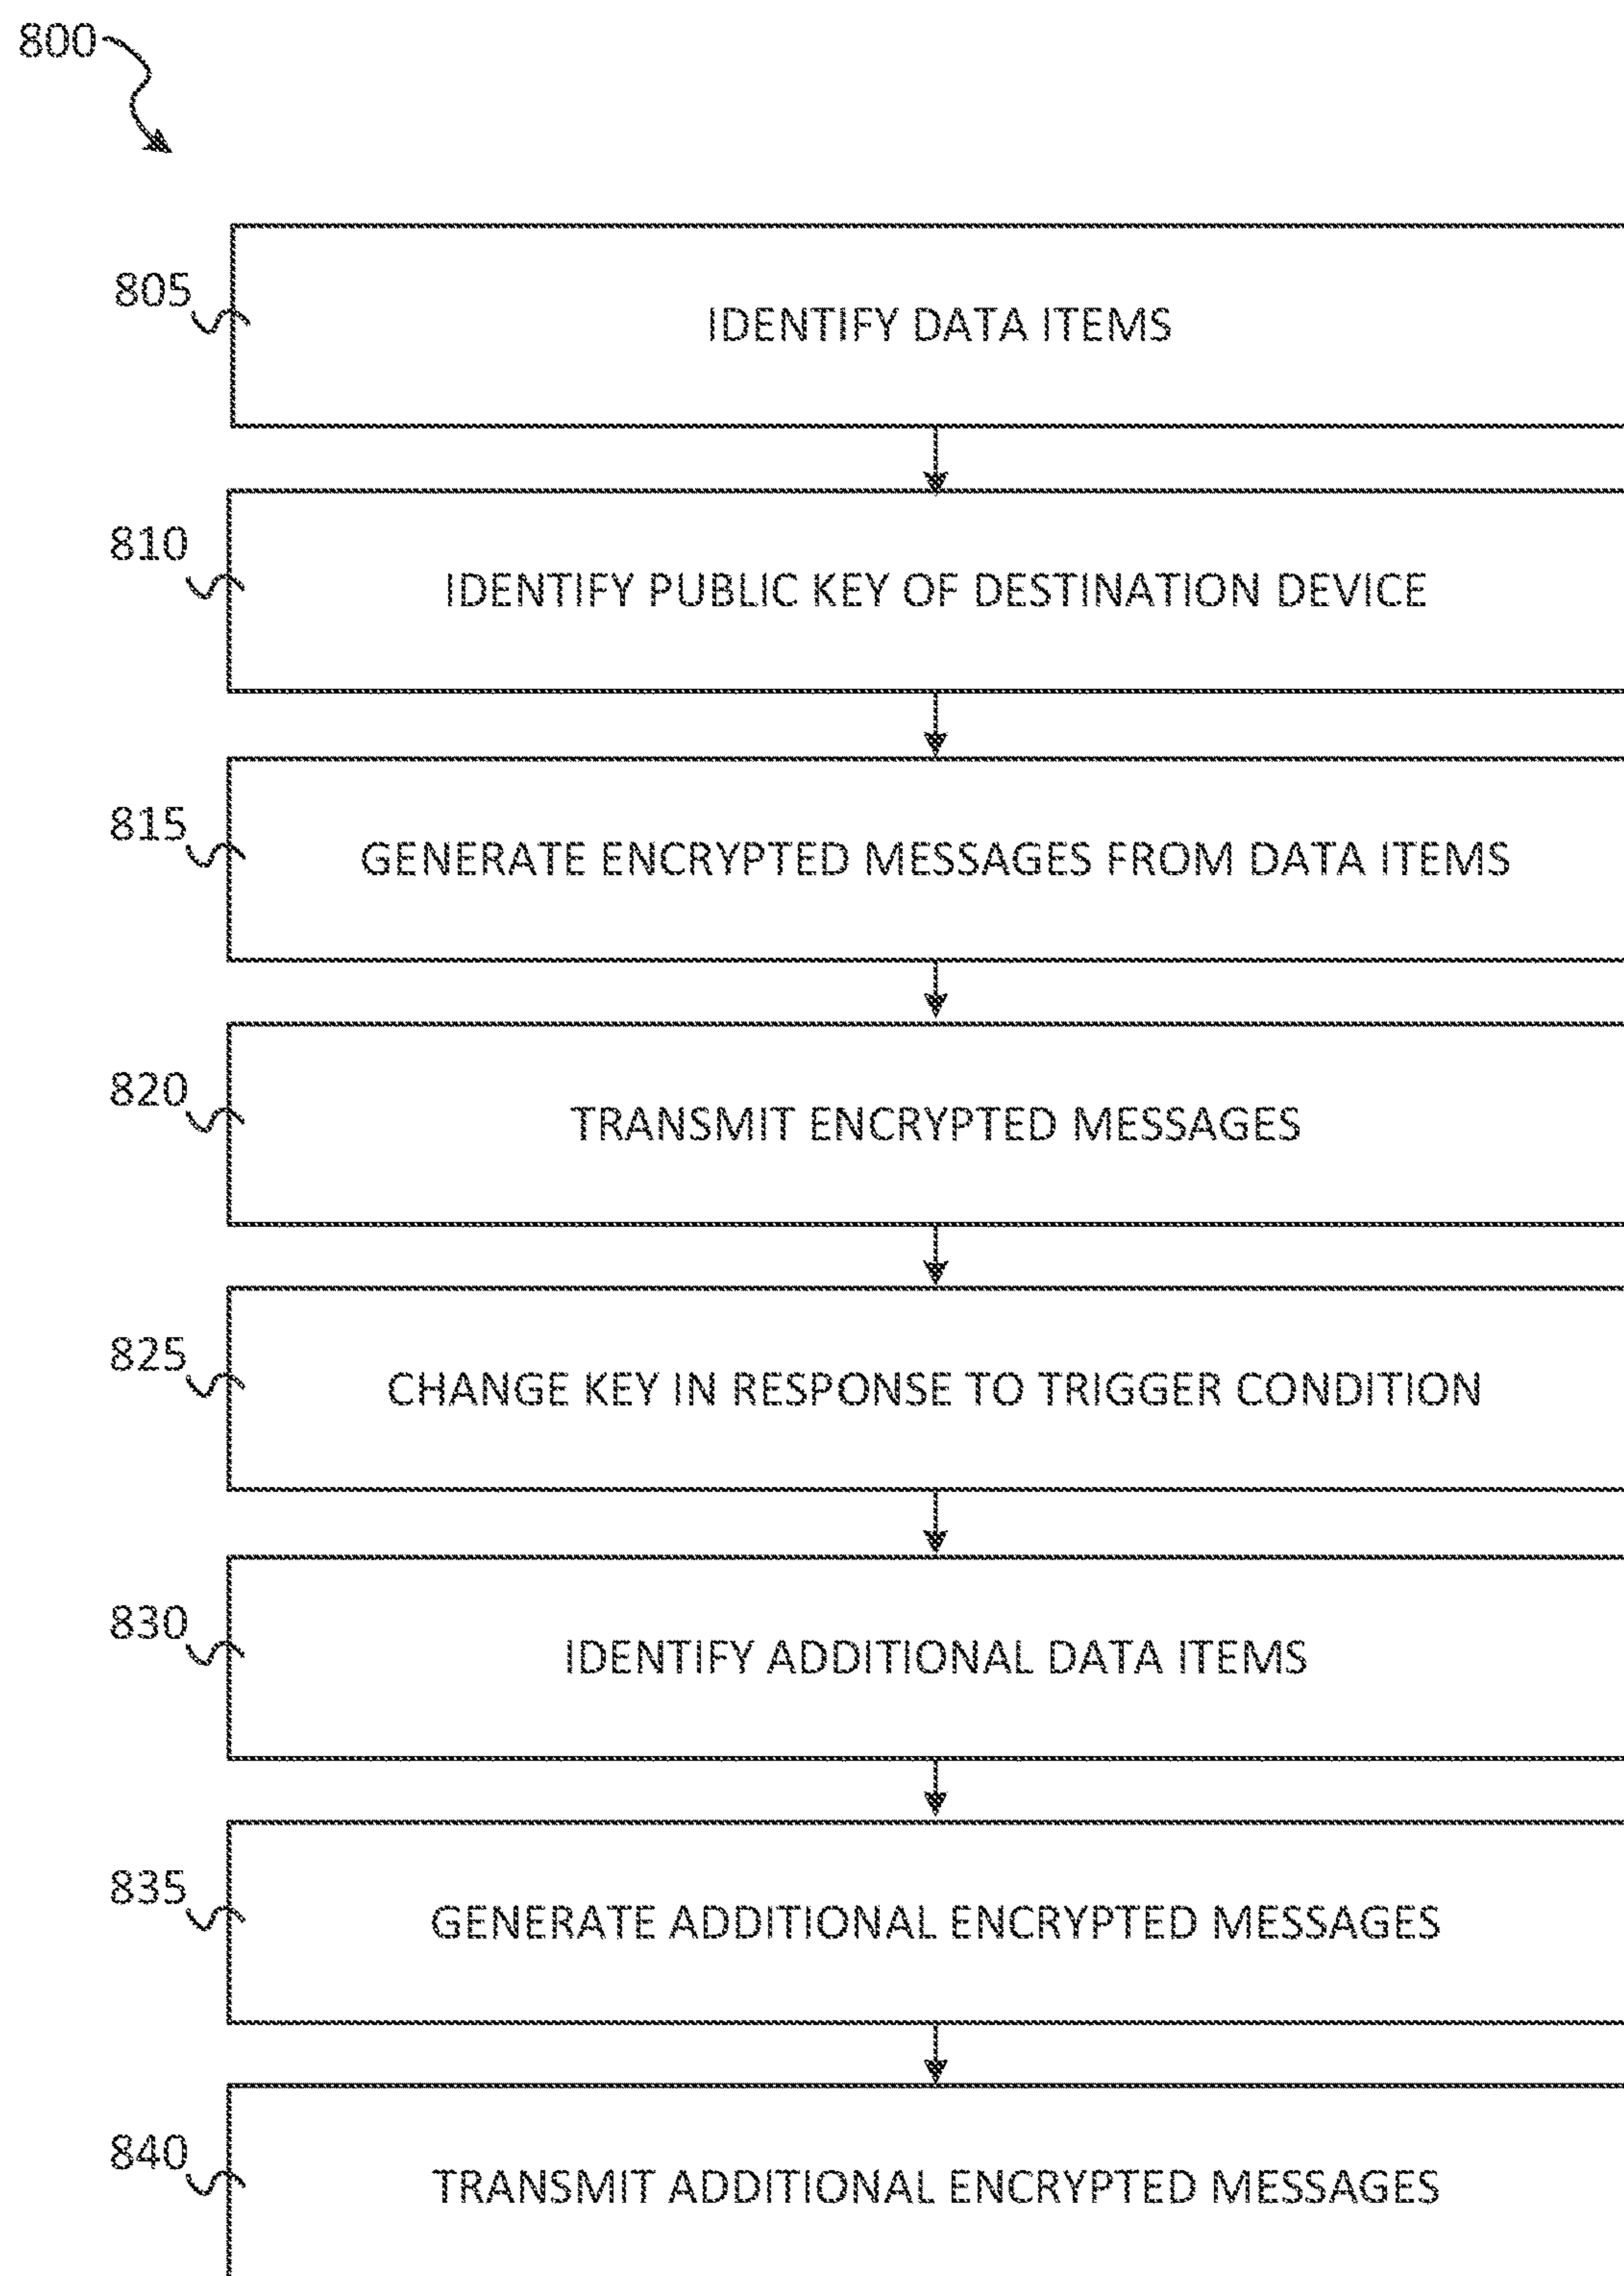 800
805
IDENTIFY DATA ITEMS
810
IDENTIFY PUBLIC KEY OF DESTINATION DEVICE
815
GENERATE ENCRYPTED MESSAGES FROM DATA ITEMS
820
TRANSMIT ENCRYPTED MESSAGES
825
CHANGE KEY IN RESPONSE TO TRIGGER CONDITION
830
IDENTIFY ADDITIONAL DATA ITEMS
835
GENERATE ADDITIONAL ENCRYPTED MESSAGES
840
TRANSMIT ADDITIONAL ENCRYPTED MESSAGES